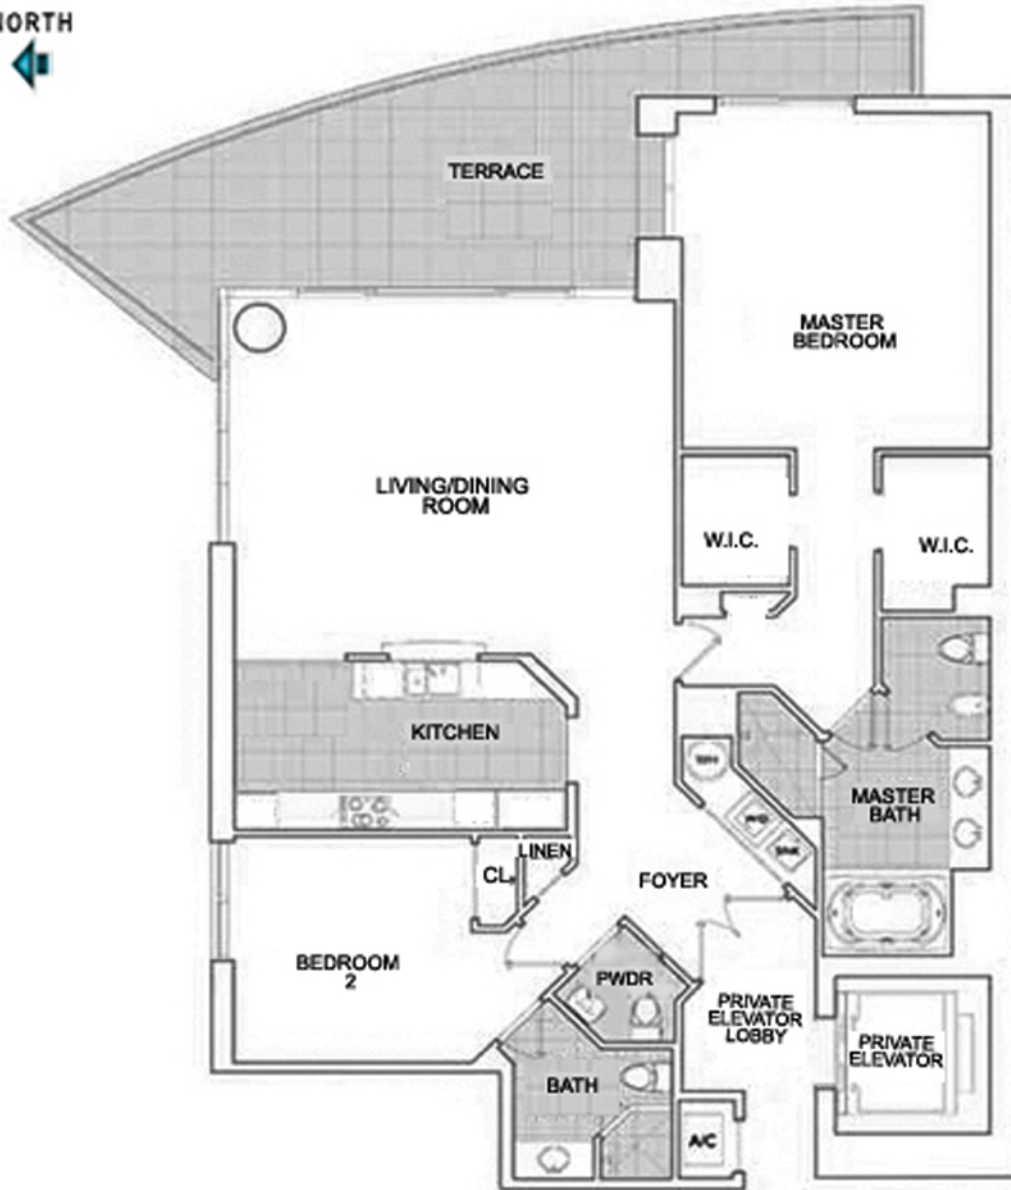 NORTH
TERRACE
MASTER
BEDROOM
LIVING/DINING
ROOM
W.I.C.
W.I.C.
KITCHEN
MASTER
BATH
LINEN
CL.
FOYER
BEDROOM
2
PWDR
PRIVATE
ELEVATOR
LOBBY
PRIVATE
ELEVATOR
BATH
A/C